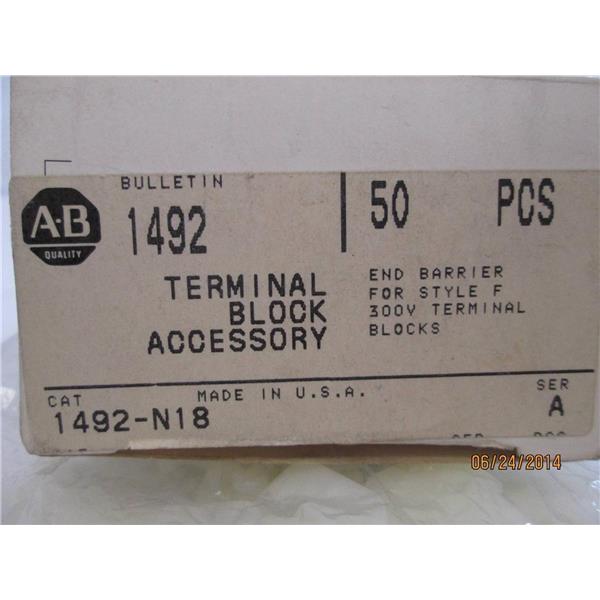 A-B
QUALITY
BULLETIN
1492
50 PCS
TERMINAL
BLOCK
ACCESSORY
END BARRIER
FOR STYLE F
300V TERMINAL
BLOCKS
CAT
1492-N18
MADE IN U.S.A.
SER
A
06/24/2014